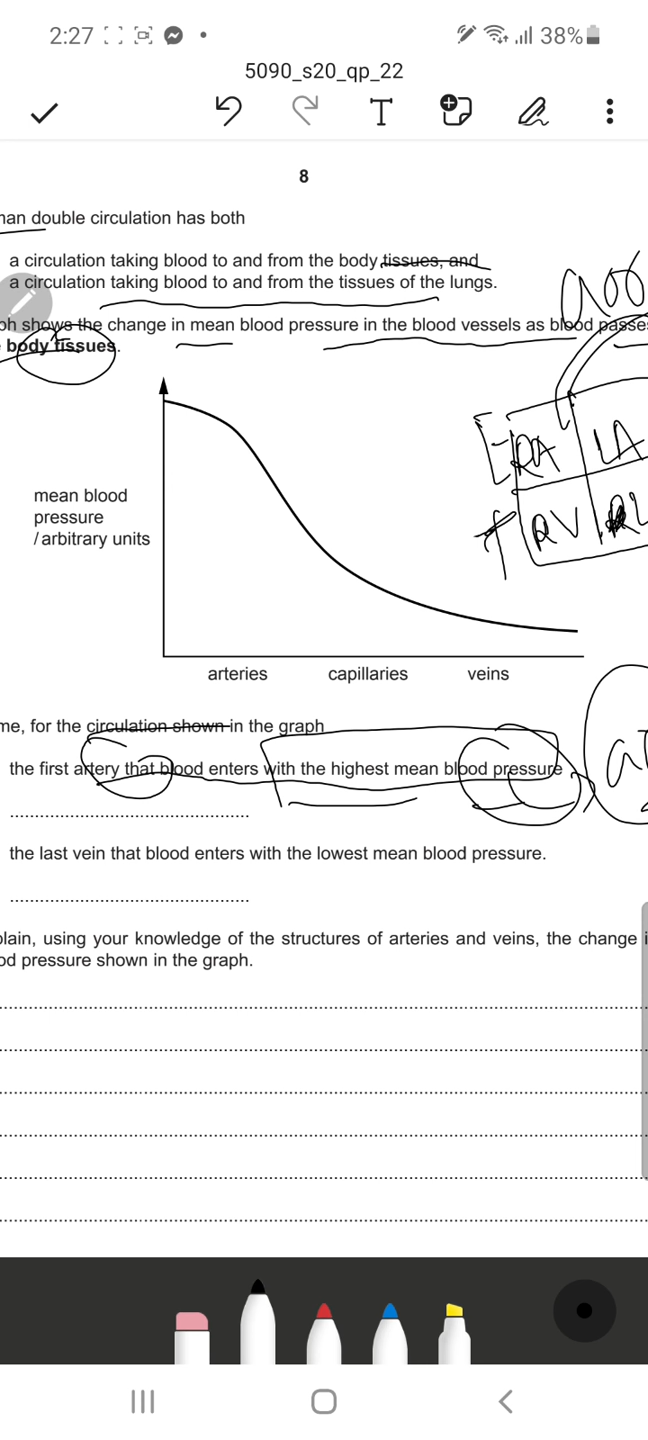 2:27 38%
5090_s20_qp_22
T
8
man double circulation has both
a circulation taking blood to and from the body tissues, and
a circulation taking blood to and from the tissues of the lungs.
ph shows the change in mean blood pressure in the blood vessels as blood passes
body tissues.
RA LA
RV
mean blood
pressure
/ arbitrary units
arteries capillaries veins
me, for the circulation shown in the graph
the first artery that blood enters with the highest mean blood pressure
the last vein that blood enters with the lowest mean blood pressure.
plain, using your knowledge of the structures of arteries and veins, the change i
od pressure shown in the graph.